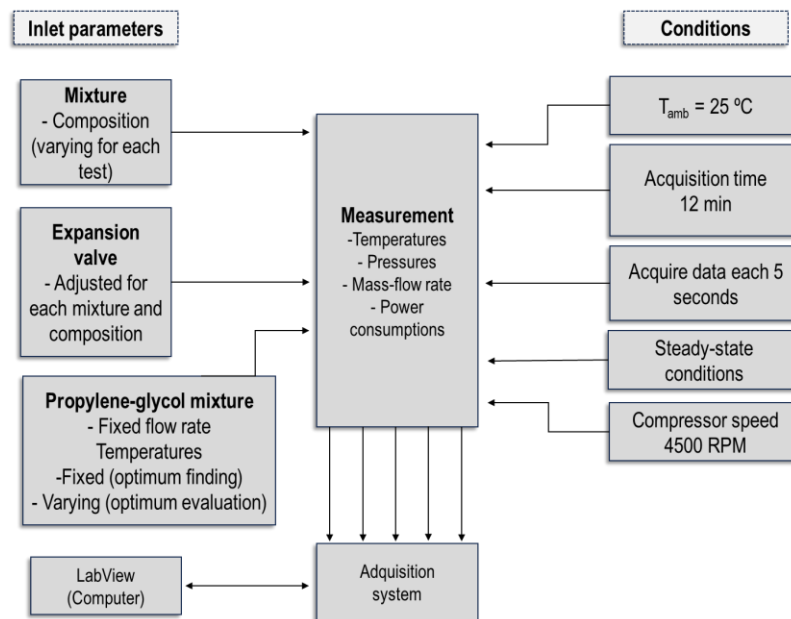 Inlet parameters
Conditions
Mixture
- Composition
(varying for each
test)
Expansion
valve
- Adjusted for
each mixture and
composition
Propylene-glycol mixture
- Fixed flow rate
Temperatures
-Fixed (optimum finding)
- Varying (optimum evaluation)
LabView
(Computer)
Measurement
-Temperatures
- Pressures
- Mass-flow rate
- Power
consumptions
Adquisition
system
Tamb = 25 ºC
Acquisition time
12 min
Acquire data each 5
seconds
Steady-state
conditions
Compressor speed
4500 RPM